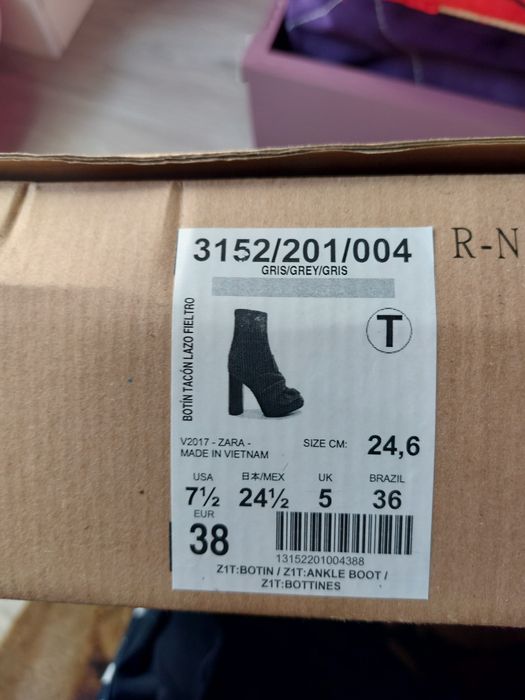 3152/201/004
R-N
GRIS/GREY/GRIS
T
BOTÍN TACÓN LAZO FIELTRO
V2017 - ZARA -
MADE IN VIETNAM
SIZE CM: 24,6
USA 日本/MEX UK BRAZIL
7½ 24½ 5 36
EUR
38
13152201004388
Z1T:BOTIN / Z1T:ANKLE BOOT /
Z1T:BOTTINES